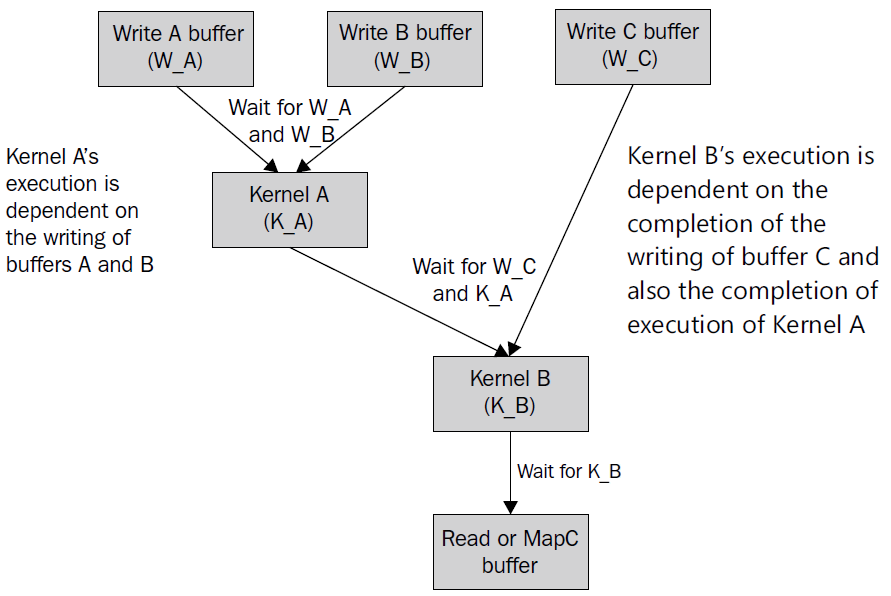 Write A buffer
(W_A)
Write B buffer
(W_B)
Write C buffer
(W_C)
Wait for W_A
and W_B
Kernel A’s
execution is
dependent on
the writing of
buffers A and B
Kernel A
(K_A)
Kernel B’s execution is
dependent on the
completion of the
writing of buffer C and
also the completion of
execution of Kernel A
Wait for W_C
and K_A
Kernel B
(K_B)
Wait for K_B
Read or MapC
buffer